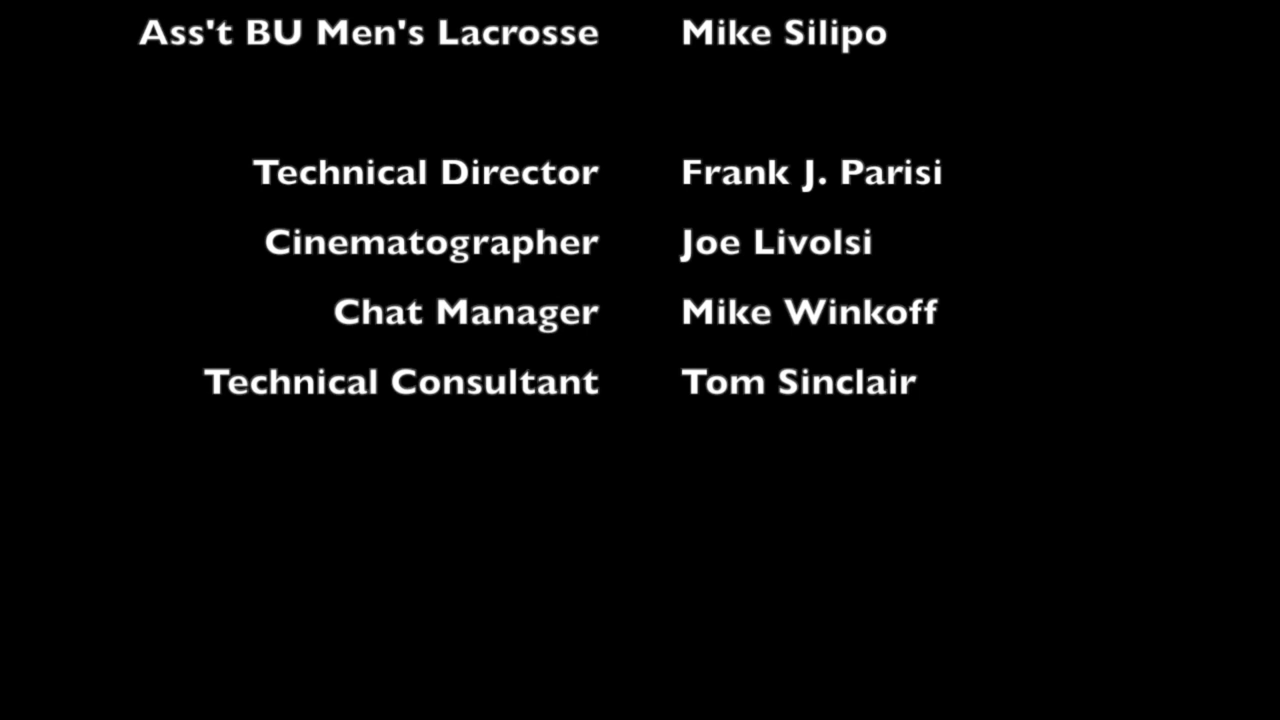 Ass't BU Men's Lacrosse Mike Silipo
Technical Director Frank J. Parisi
Cinematographer Joe Livolsi
Chat Manager Mike Winkoff
Technical Consultant Tom Sinclair